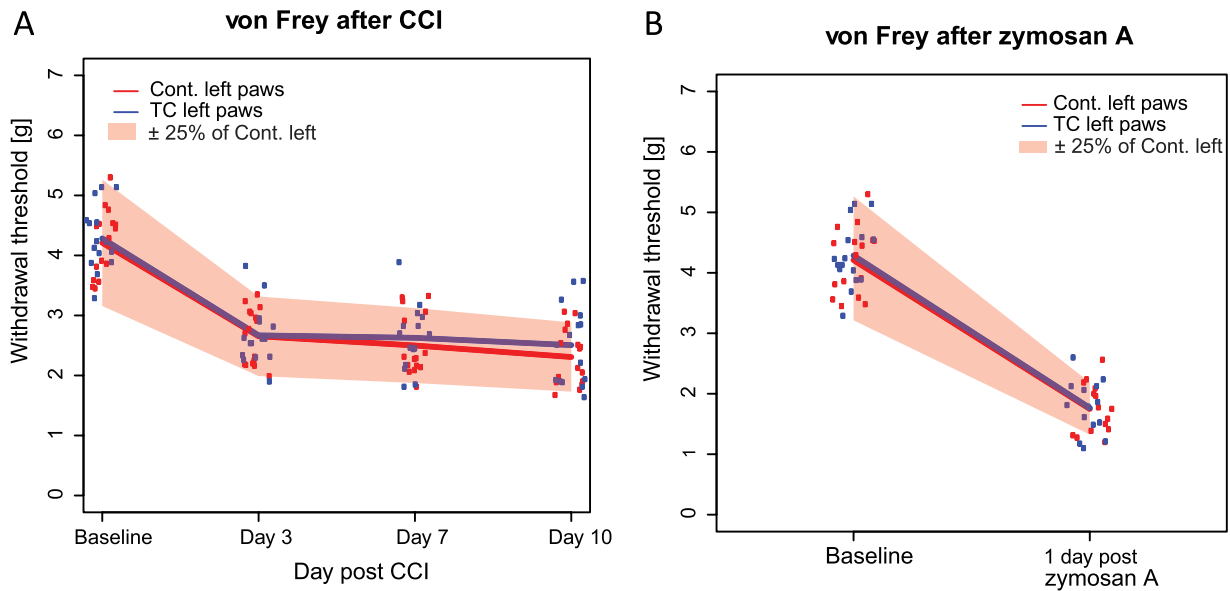 A
von Frey after CCI
Withdrawal threshold [g]
7
6
5
4
3
2
1
0
Cont. left paws
TC left paws
± 25% of Cont. left
Baseline
Day 3
Day 7
Day 10
Day post CCI
B
von Frey after zymosan A
Withdrawal threshold [g]
7
6
5
4
3
2
1
0
Cont. left paws
TC left paws
± 25% of Cont. left
Baseline
1 day post
zymosan A